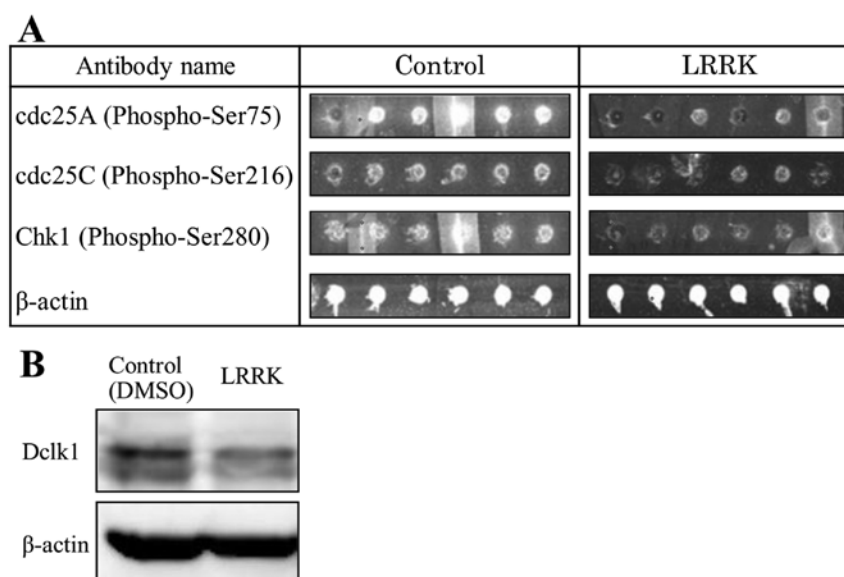 A
Antibody name Control LRRK
cdc25A (Phospho-Ser75)
cdc25C (Phospho-Ser216)
Chk1 (Phospho-Ser280)
β-actin
B
Control
(DMSO) LRRK
Dclk1
β-actin